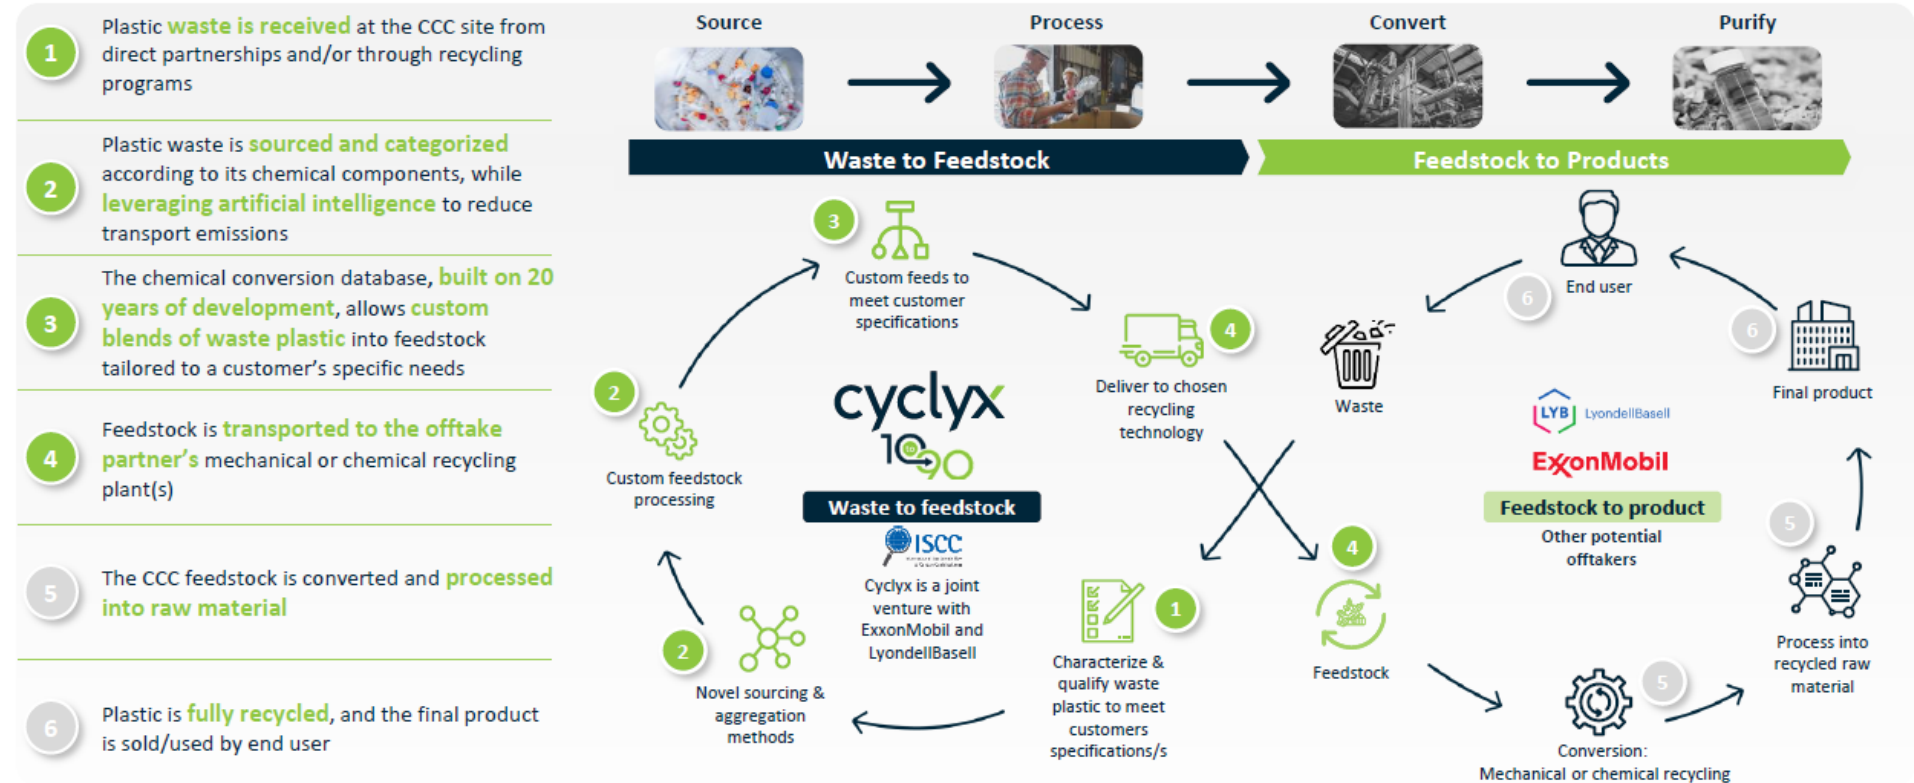 1
Plastic waste is received at the CCC site from
direct partnerships and/or through recycling
programs
2
Plastic waste is sourced and categorized
according to its chemical components, while
leveraging artificial intelligence to reduce
transport emissions
3
The chemical conversion database, built on 20
years of development, allows custom
blends of waste plastic into feedstock
tailored to a customer's specific needs
4
Feedstock is transported to the offtake
partner's mechanical or chemical recycling
plant(s)
5
The CCC feedstock is converted and processed
into raw material
6
Plastic is fully recycled, and the final product
is sold/used by end user
Source
Process
Convert
Purify
Waste to Feedstock
Feedstock to Products
3
Custom feeds to
meet customer
specifications
4
Deliver to chosen
recycling
technology
2
Custom feedstock
processing
cyclyx
10 to 90
Waste to feedstock
ISCC
Cyclyx is a joint
venture with
ExxonMobil and
LyondellBasell
2
Novel sourcing &
aggregation
methods
1
Characterize &
qualify waste
plastic to meet
customers
specifications/s
6
End user
Waste
6
Final product
LYB LyondellBasell
ExxonMobil
Feedstock to product
Other potential
offtakers
4
Feedstock
5
Process into
recycled raw
material
5
Conversion:
Mechanical or chemical recycling